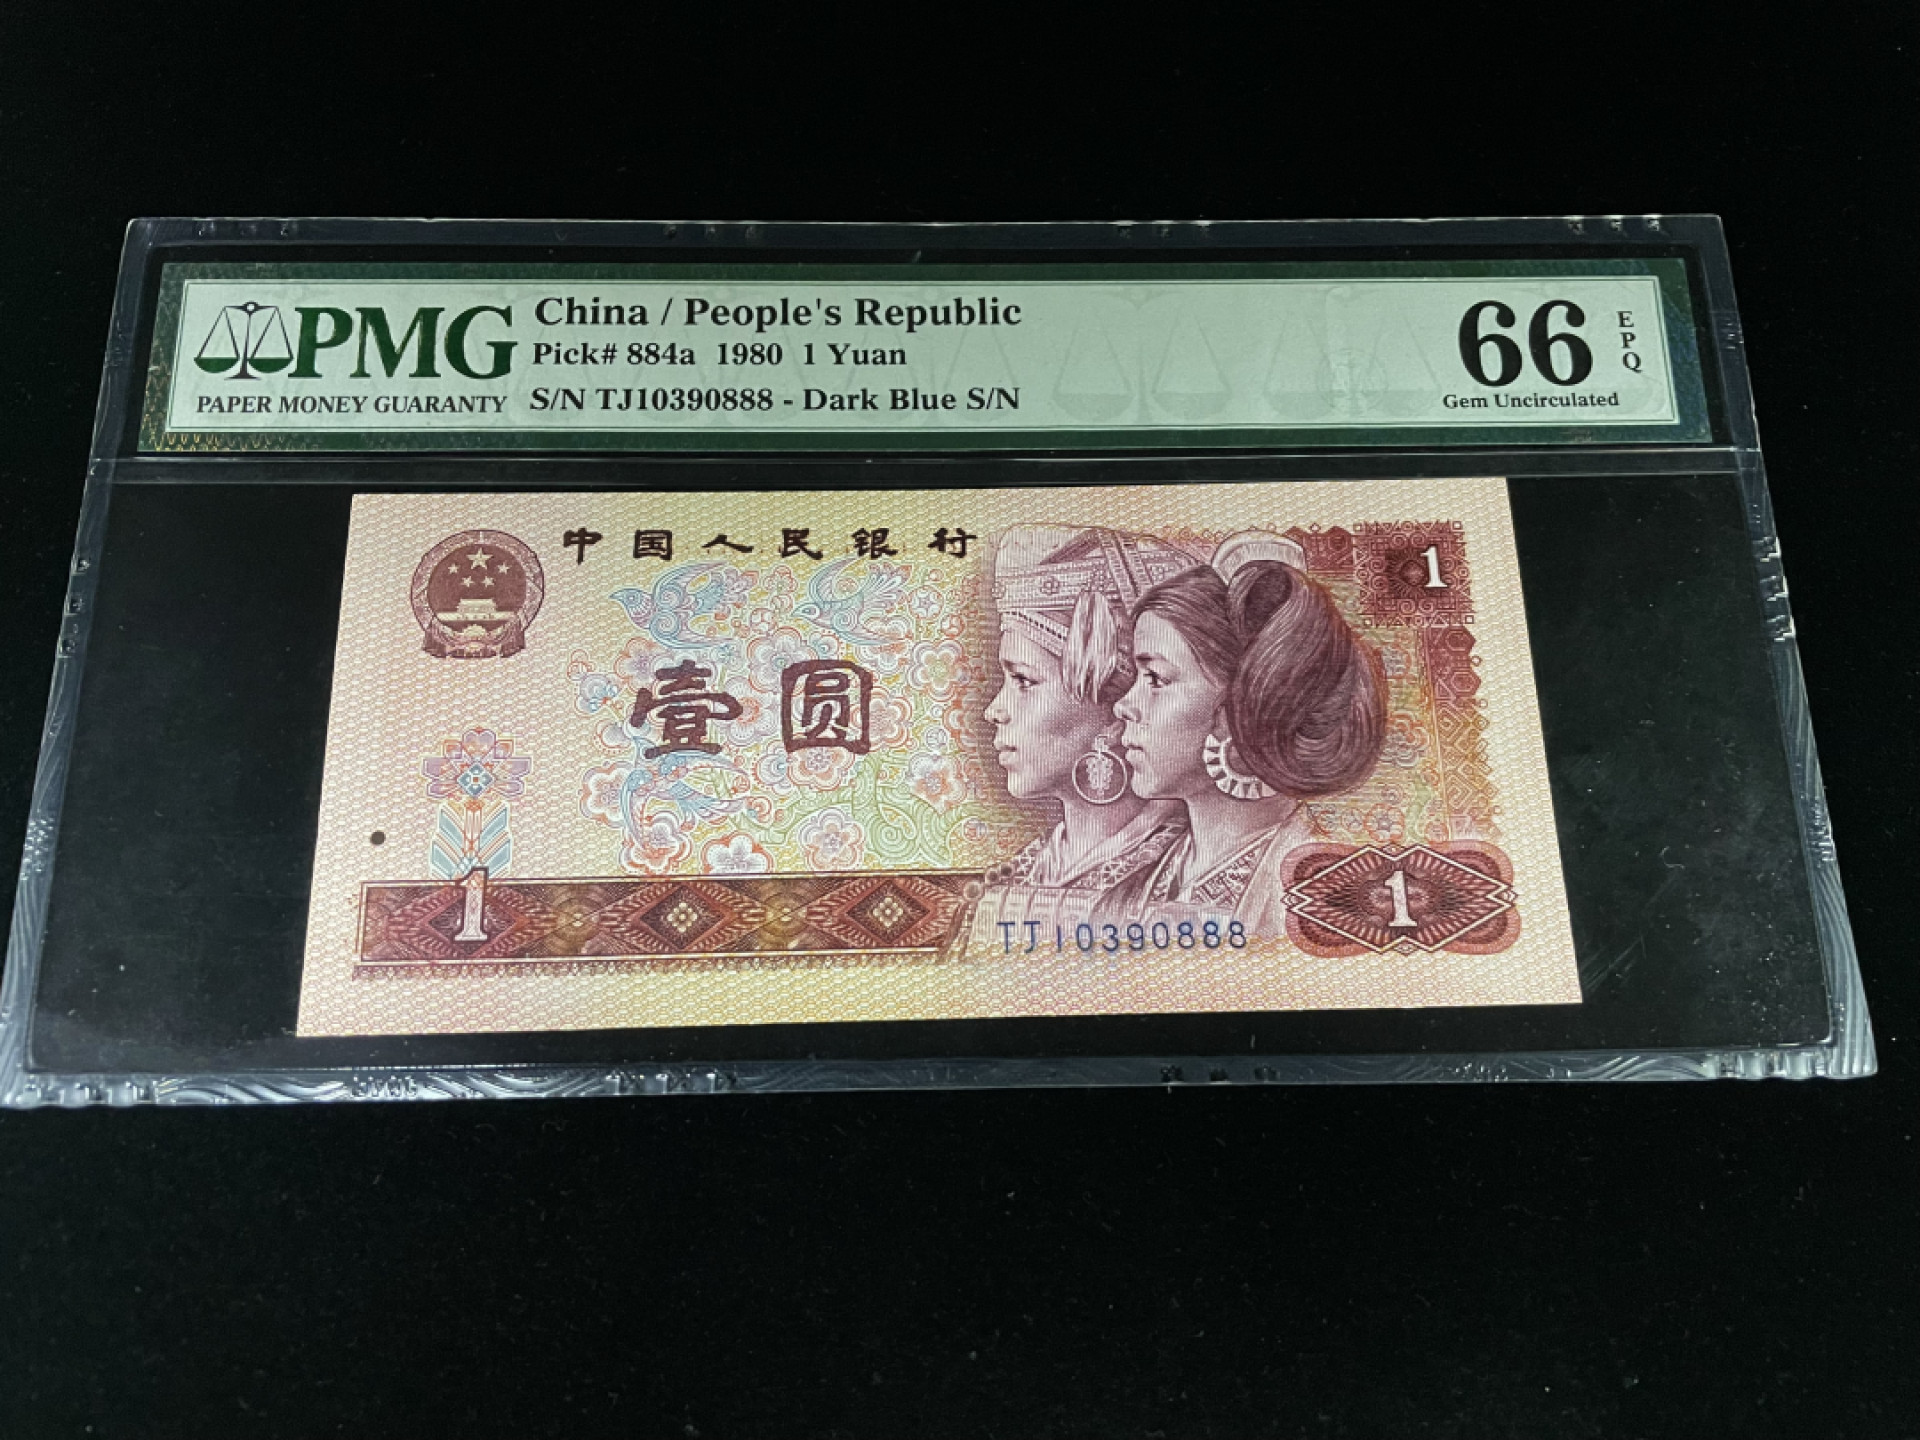 PMG
PAPER MONEY GUARANTY
China / People's Republic
Pick# 884a 1980 1 Yuan
S/N TJ10390888 - Dark Blue S/N
66
EPQ
Gem Uncirculated
中国人民银行
1
壹圆
1
1
TJ10390888